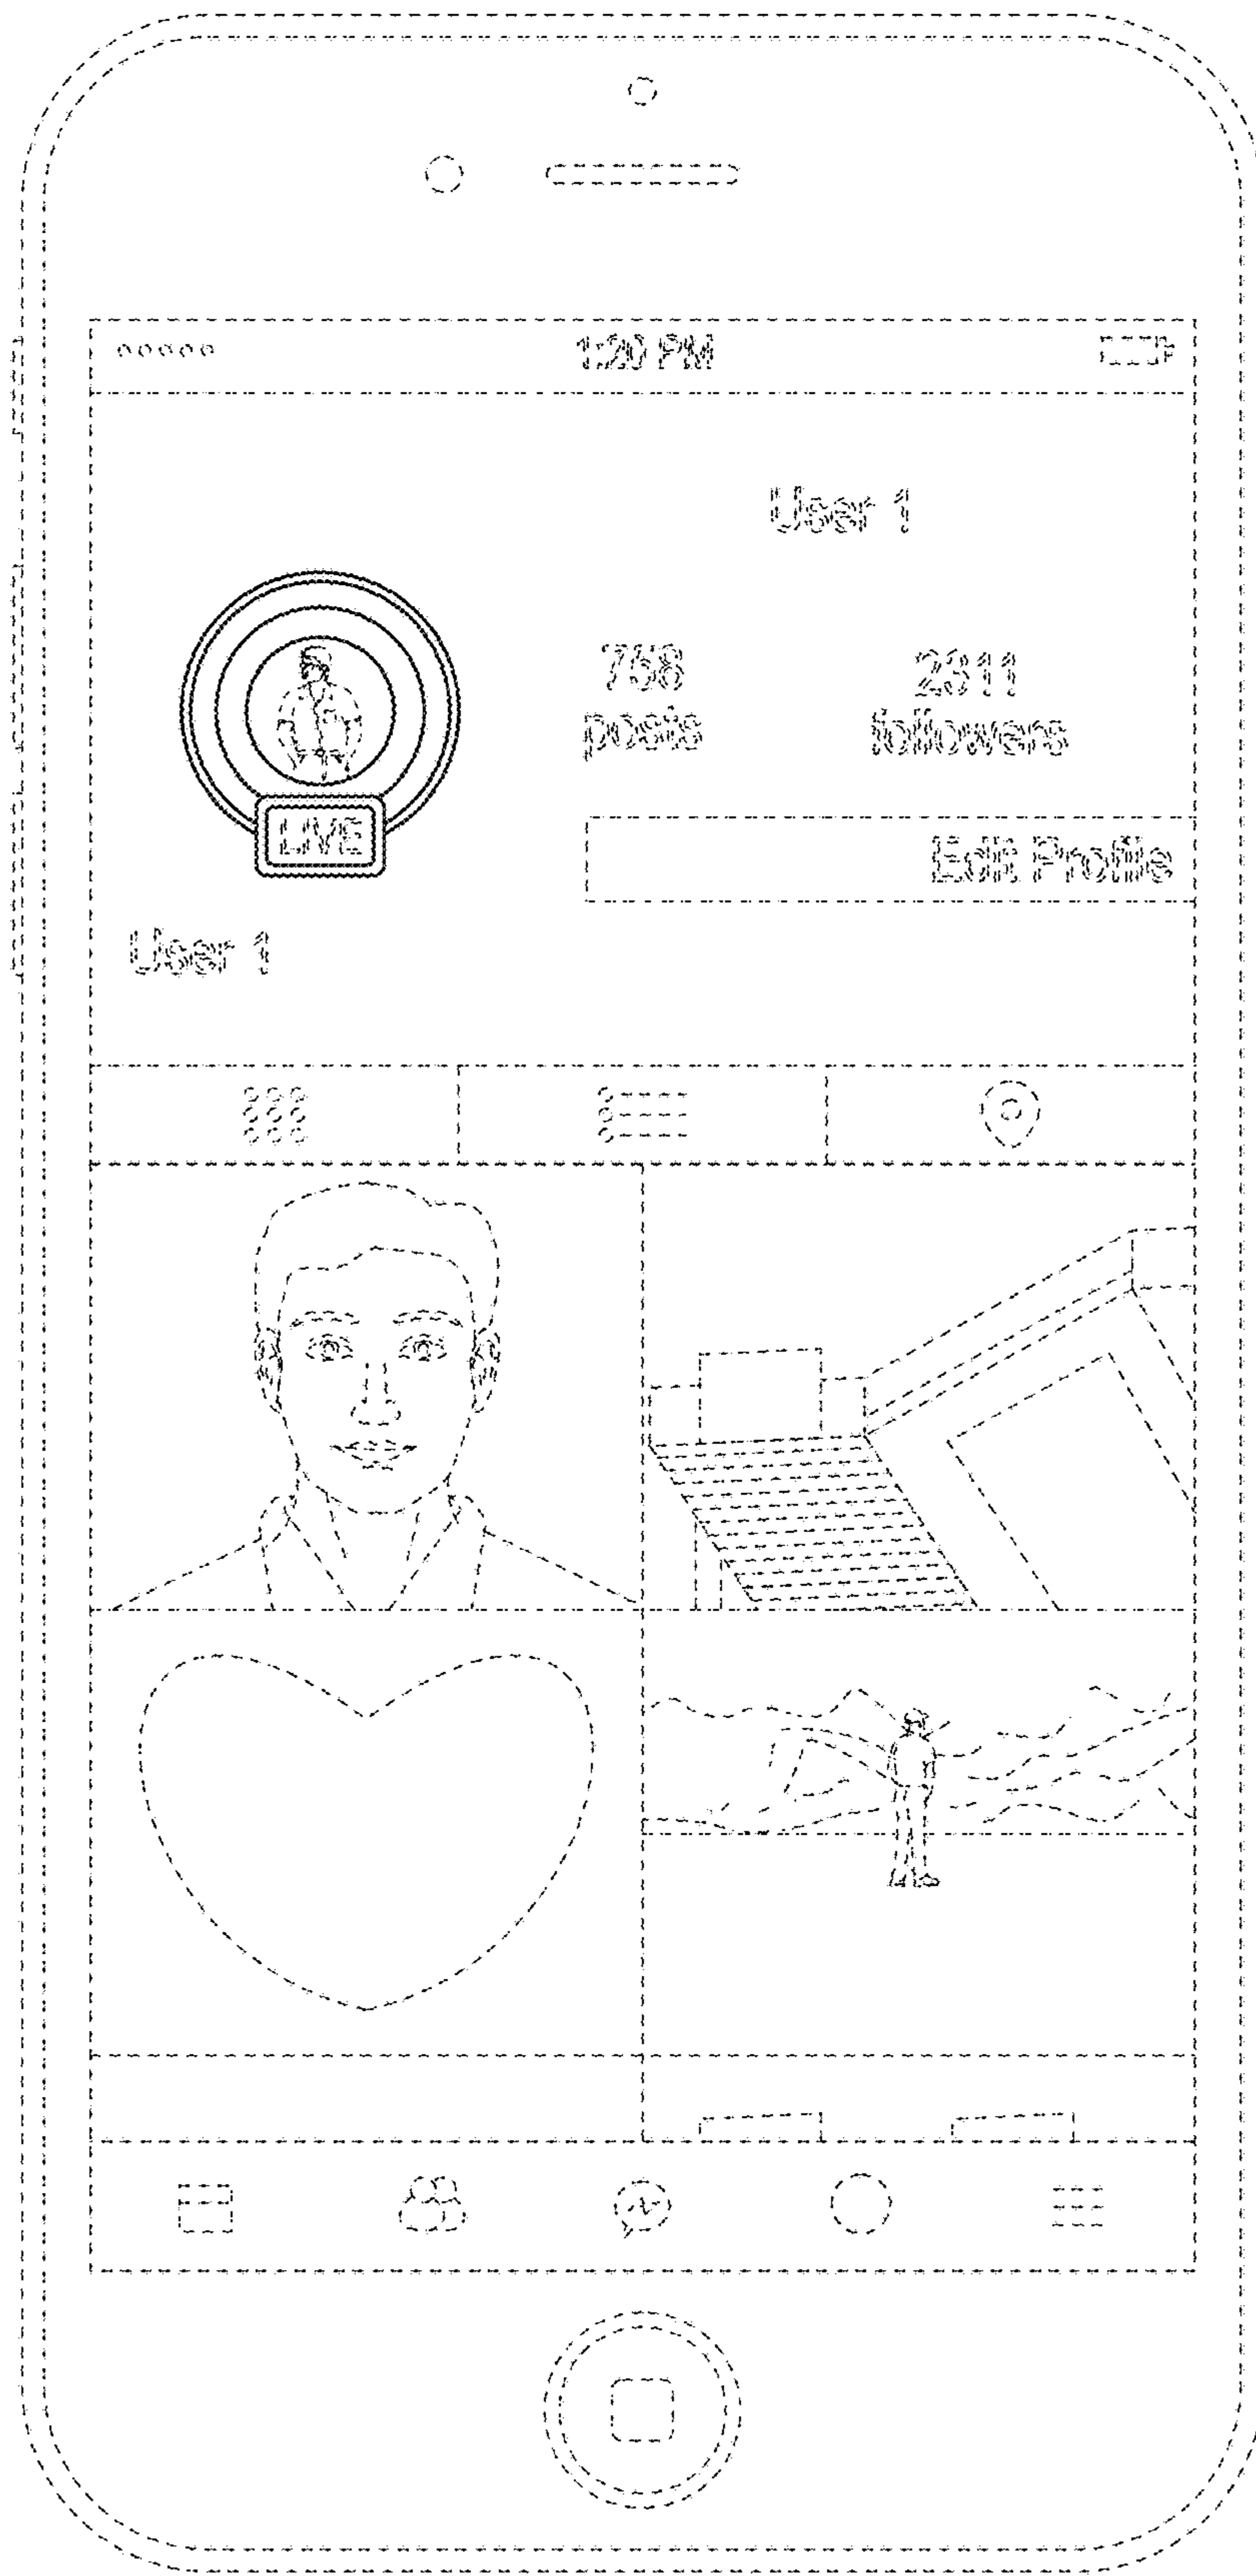 1:20 PM
User 1
758
posts
2311
followers
LIVE
Edit Profile
User 1